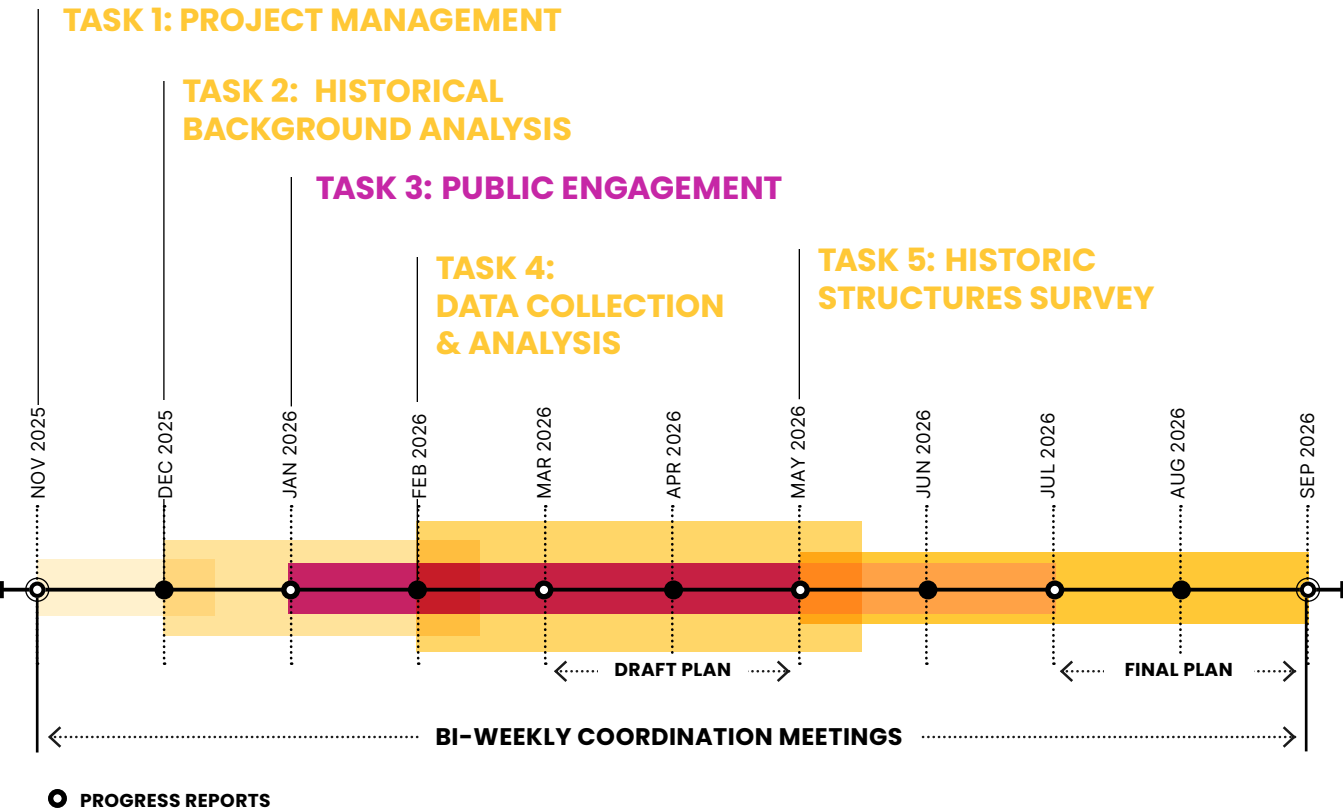 TASK 1: PROJECT MANAGEMENT
TASK 2: HISTORICAL
BACKGROUND ANALYSIS
TASK 3: PUBLIC ENGAGEMENT
TASK 4:
DATA COLLECTION
& ANALYSIS
TASK 5: HISTORIC
STRUCTURES SURVEY
NOV 2025
DEC 2025
JAN 2026
FEB 2026
MAR 2026
APR 2026
MAY 2026
JUN 2026
JUL 2026
AUG 2026
SEP 2026
DRAFT PLAN
FINAL PLAN
BI-WEEKLY COORDINATION MEETINGS
PROGRESS REPORTS